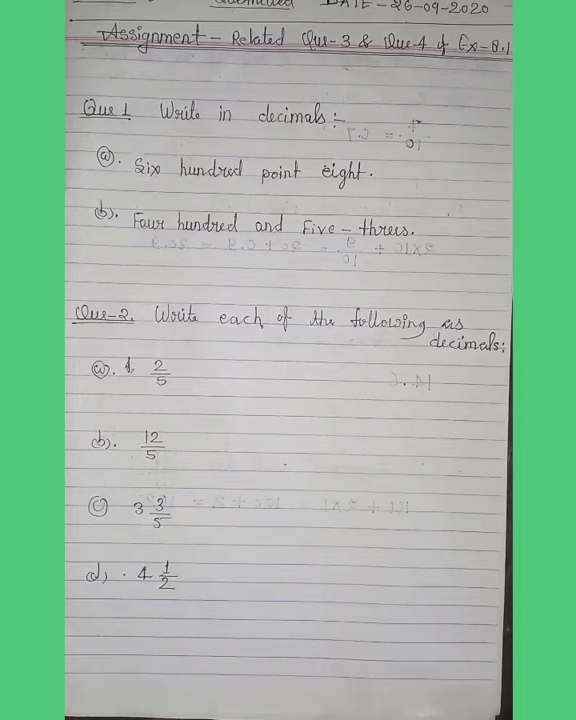 Submitted DATE-26-09-2020
Assignment - Related Que-3 & Que-4 of Ex-8.1
Que 1 Write in decimals:-
(a). Six hundred point eight.
(b). Four hundred and Five-threes.
Que-2. Write each of the following as
decimals:
(a). 2/5
(b). 12/5
(c) 3 3/5
(d). 4 1/2